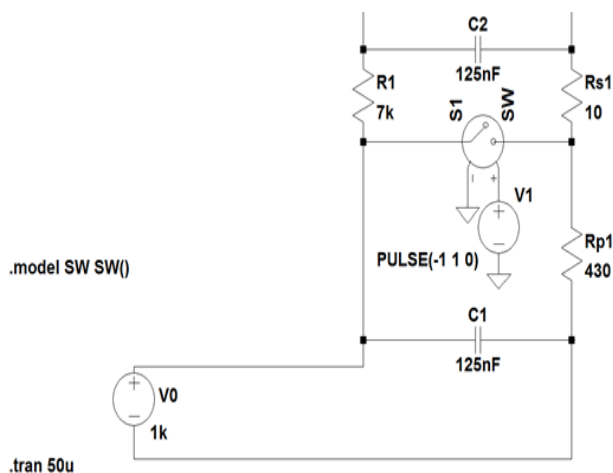 C2
125nF
R1
7k
Rs1
10
S1
SW
V1
PULSE(-1 1 0)
Rp1
430
.model SW SW()
C1
125nF
V0
1k
.tran 50u